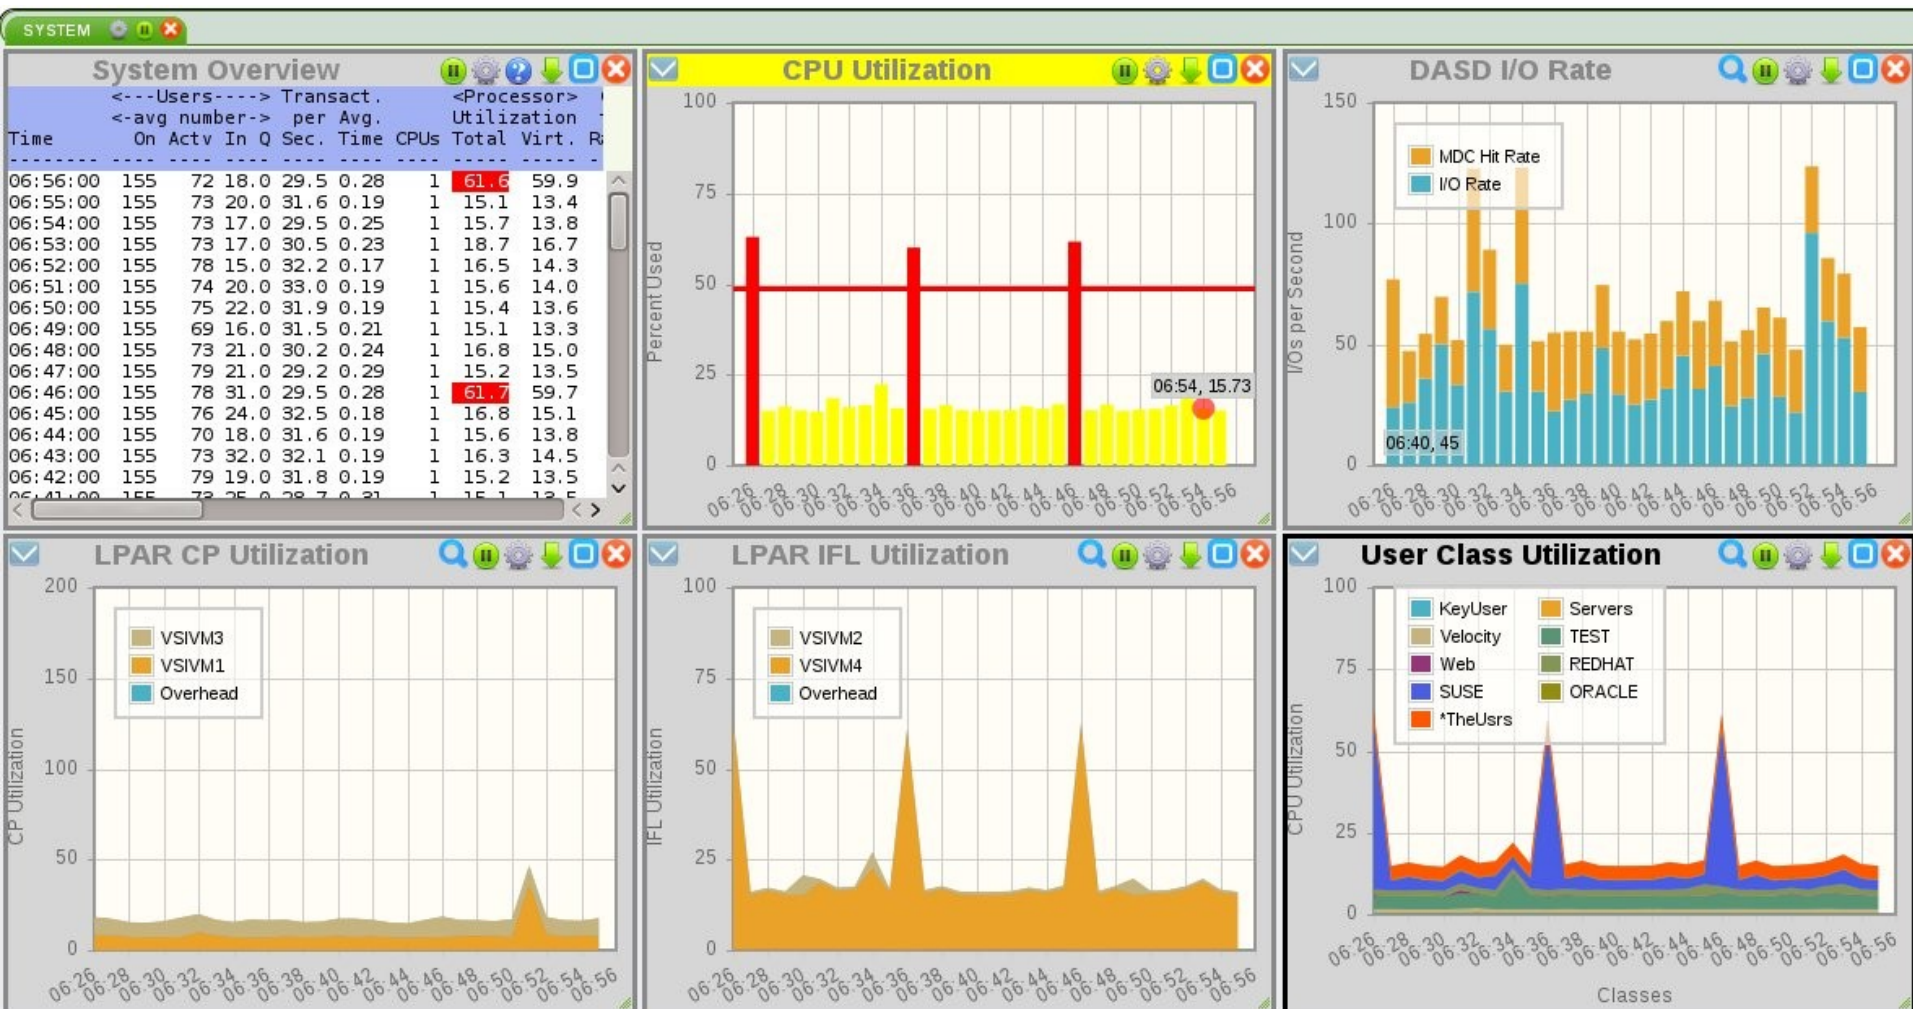 SYSTEM
System Overview
<---Users----> Transact. <Processor>
<-avg number-> per Avg. Utilization
Time On Actv In Q Sec. Time CPUs Total Virt.
-------- ---- ---- ---- ---- ---- ---- ----- ----- -
06:56:00 155 72 18.0 29.5 0.28 1 61.6 59.9
06:55:00 155 73 20.0 31.6 0.19 1 15.1 13.4
06:54:00 155 73 17.0 29.5 0.25 1 15.7 13.8
06:53:00 155 73 17.0 30.5 0.23 1 18.7 16.7
06:52:00 155 78 15.0 32.2 0.17 1 16.5 14.3
06:51:00 155 74 20.0 33.0 0.19 1 15.6 14.0
06:50:00 155 75 22.0 31.9 0.19 1 15.4 13.6
06:49:00 155 69 16.0 31.5 0.21 1 15.1 13.3
06:48:00 155 73 21.0 30.2 0.24 1 16.8 15.0
06:47:00 155 79 21.0 29.2 0.29 1 15.2 13.5
06:46:00 155 78 31.0 29.5 0.28 1 61.7 59.7
06:45:00 155 76 24.0 32.5 0.18 1 16.8 15.1
06:44:00 155 70 18.0 31.6 0.19 1 15.6 13.8
06:43:00 155 73 32.0 32.1 0.19 1 16.3 14.5
06:42:00 155 79 19.0 31.8 0.19 1 15.2 13.5
CPU Utilization
100
75
50
25
0
Percent Used
06:54, 15.73
06:26 06:28 06:30 06:32 06:34 06:36 06:38 06:40 06:42 06:44 06:46 06:48 06:50 06:52 06:54 06:56
DASD I/O Rate
150
100
50
0
I/Os per Second
MDC Hit Rate
I/O Rate
06:40, 45
06:26 06:28 06:30 06:32 06:34 06:36 06:38 06:40 06:42 06:44 06:46 06:48 06:50 06:52 06:54 06:56
LPAR CP Utilization
200
150
100
50
0
CP Utilization
VSIVM3
VSIVM1
Overhead
06:26 06:28 06:30 06:32 06:34 06:36 06:38 06:40 06:42 06:44 06:46 06:48 06:50 06:52 06:54 06:56
LPAR IFL Utilization
100
75
50
25
0
IFL Utilization
VSIVM2
VSIVM4
Overhead
06:26 06:28 06:30 06:32 06:34 06:36 06:38 06:40 06:42 06:44 06:46 06:48 06:50 06:52 06:54 06:56
User Class Utilization
100
75
50
25
0
CPU Utilization
KeyUser Servers
Velocity TEST
Web REDHAT
SUSE ORACLE
*TheUsrs
06:26 06:28 06:30 06:32 06:34 06:36 06:38 06:40 06:42 06:44 06:46 06:48 06:50 06:52 06:54 06:56
Classes